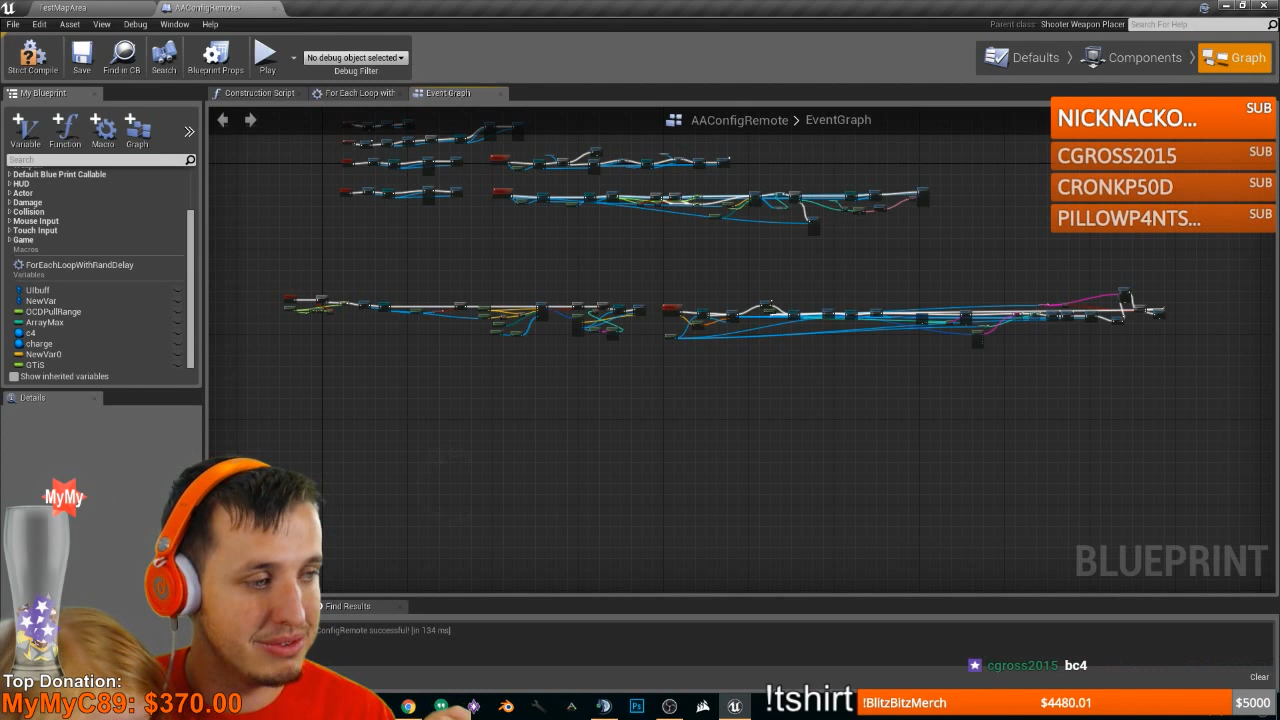 TestMapArea
AAConfigRemote
File Edit Asset View Debug Window Help
Parent class: Shooter Weapon Placer
Search For Help
Strict Compile
Save
Find in CB
Search
Blueprint Props
Play
No debug object selected
Debug Filter
Defaults
Components
Graph
My Blueprint
Construction Script
For Each Loop with
Event Graph
AAConfigRemote > EventGraph
Variable
Function
Macro
Graph
Search
Default Blue Print Callable
HUD
Actor
Damage
Collision
Mouse Input
Touch Input
Game
Macros
ForEachLoopWithRandDelay
Variables
UIbuff
NewVar
OCDPullRange
ArrayMax
c4
charge
NewVar0
GTiS
Show inherited variables
Details
NICKNACKO... SUB
CGROSS2015 SUB
CRONKP50D SUB
PILLOWP4NTS... SUB
BLUEPRINT
MyMy
Find Results
ConfigRemote successful! [in 134 ms]
cgross2015 bc4
Clear
Top Donation:
MyMyC89: $370.00
Ps
!tshirt
!BlitzBitzMerch $4480.01 $5000